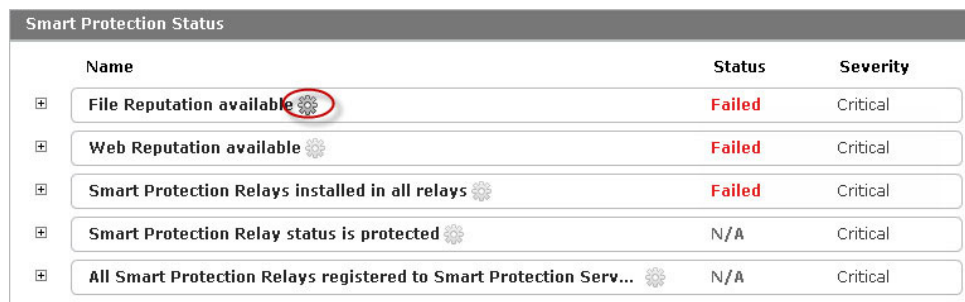 Smart Protection Status
Name Status Severity
File Reputation available Failed Critical
Web Reputation available Failed Critical
Smart Protection Relays installed in all relays Failed Critical
Smart Protection Relay status is protected N/A Critical
All Smart Protection Relays registered to Smart Protection Serv... N/A Critical